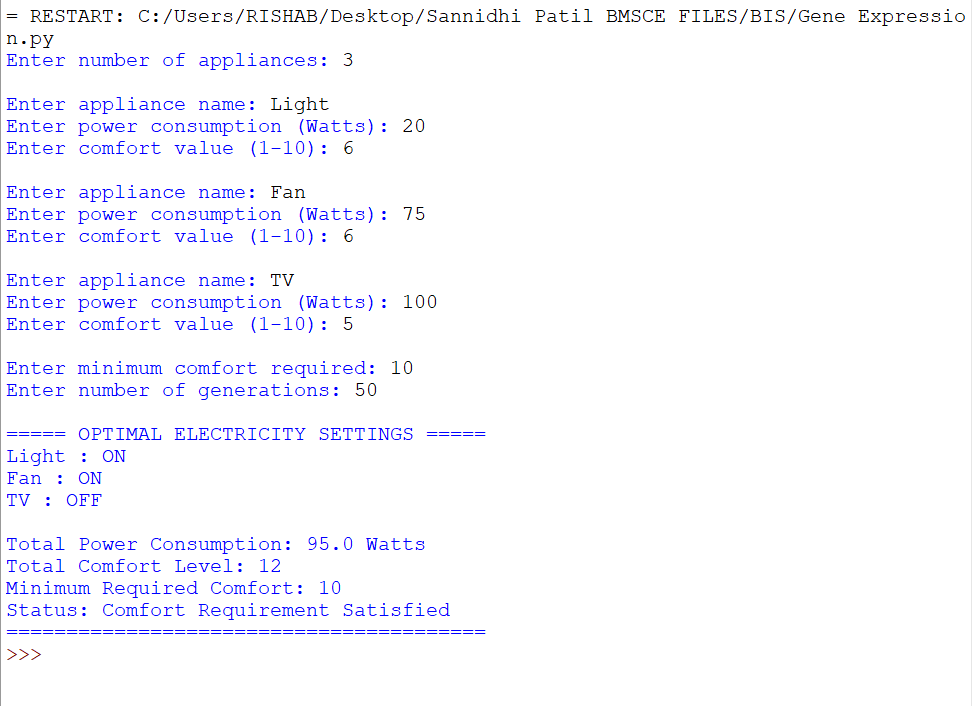 = RESTART: C:/Users/RISHAB/Desktop/Sannidhi Patil BMSCE FILES/BIS/Gene Expressio
n.py
Enter number of appliances: 3
Enter appliance name: Light
Enter power consumption (Watts): 20
Enter comfort value (1-10): 6
Enter appliance name: Fan
Enter power consumption (Watts): 75
Enter comfort value (1-10): 6
Enter appliance name: TV
Enter power consumption (Watts): 100
Enter comfort value (1-10): 5
Enter minimum comfort required: 10
Enter number of generations: 50
===== OPTIMAL ELECTRICITY SETTINGS =====
Light : ON
Fan : ON
TV : OFF
Total Power Consumption: 95.0 Watts
Total Comfort Level: 12
Minimum Required Comfort: 10
Status: Comfort Requirement Satisfied
========================================
>>>